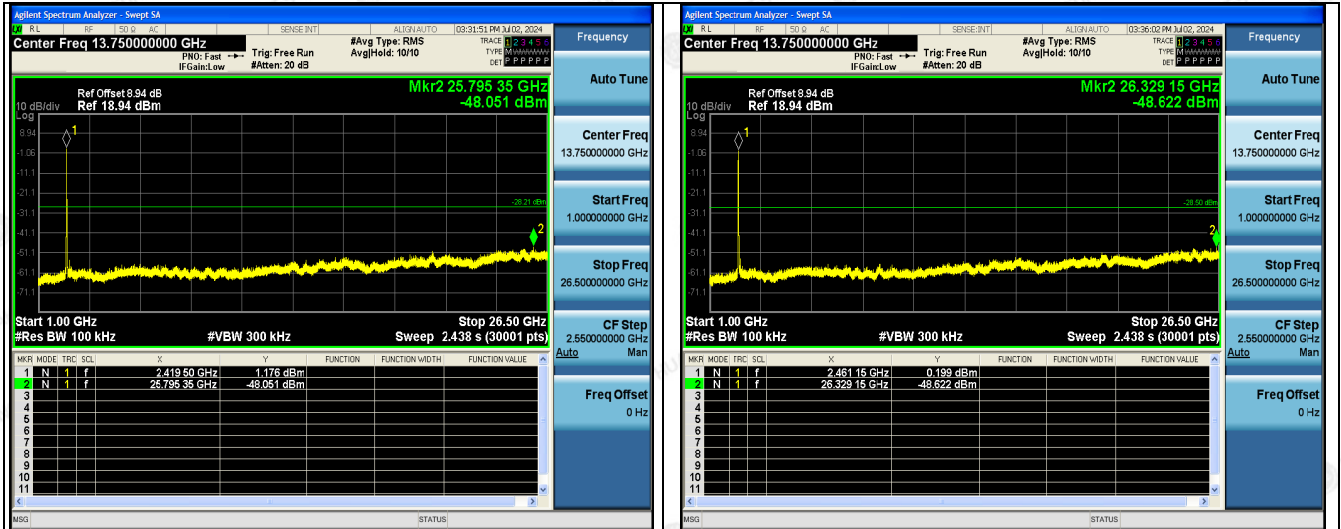 Agilent Spectrum Analyzer - Swept SA
LXI RL RF 50 Ω AC SENSE:INT ALIGNAUTO 03:31:51 PM Jul 02, 2024
Center Freq 13.750000000 GHz
#Avg Type: RMS
TRACE 1 2 3 4 5 6
PNO: Fast
Trig: Free Run
Avg|Hold: 10/10
TYPE M
IFGain:Low
#Atten: 20 dB
DET P P P P P P
Mkr2 25.795 35 GHz
-48.051 dBm
Ref Offset 8.94 dB
10 dB/div Ref 18.94 dBm
Log
1
8.94
-1.06
-11.1
-21.1
-28.21 dBm
-31.1
2
-41.1
-51.1
-61.1
-71.1
Start 1.00 GHz Stop 26.50 GHz
#Res BW 100 kHz #VBW 300 kHz Sweep 2.438 s (30001 pts)
MKR MODE TRC SCL X Y FUNCTION FUNCTION WIDTH FUNCTION VALUE
1 N 1 f 2.419 50 GHz 1.176 dBm
2 N 1 f 25.795 35 GHz -48.051 dBm
3
4
5
6
7
8
9
10
11
MSG STATUS
Frequency
Auto Tune
Center Freq
13.750000000 GHz
Start Freq
1.000000000 GHz
Stop Freq
26.500000000 GHz
CF Step
2.550000000 GHz
Auto Man
Freq Offset
0 Hz
Agilent Spectrum Analyzer - Swept SA
LXI RL RF 50 Ω AC SENSE:INT ALIGNAUTO 03:36:02 PM Jul 02, 2024
Center Freq 13.750000000 GHz
#Avg Type: RMS
TRACE 1 2 3 4 5 6
PNO: Fast
Trig: Free Run
Avg|Hold: 10/10
TYPE M
IFGain:Low
#Atten: 20 dB
DET P P P P P P
Mkr2 26.329 15 GHz
-48.622 dBm
Ref Offset 8.94 dB
10 dB/div Ref 18.94 dBm
Log
1
8.94
-1.06
-11.1
-21.1
-28.50 dBm
-31.1
2
-41.1
-51.1
-61.1
-71.1
Start 1.00 GHz Stop 26.50 GHz
#Res BW 100 kHz #VBW 300 kHz Sweep 2.438 s (30001 pts)
MKR MODE TRC SCL X Y FUNCTION FUNCTION WIDTH FUNCTION VALUE
1 N 1 f 2.461 15 GHz 0.199 dBm
2 N 1 f 26.329 15 GHz -48.622 dBm
3
4
5
6
7
8
9
10
11
MSG STATUS
Frequency
Auto Tune
Center Freq
13.750000000 GHz
Start Freq
1.000000000 GHz
Stop Freq
26.500000000 GHz
CF Step
2.550000000 GHz
Auto Man
Freq Offset
0 Hz